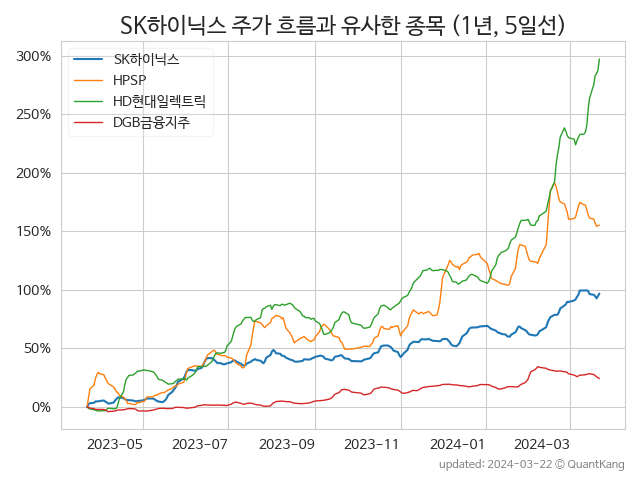 SK하이닉스 주가 흐름과 유사한 종목 (1년, 5일선)
SK하이닉스
HPSP
HD현대일렉트릭
DGB금융지주
300%
250%
200%
150%
100%
50%
0%
2023-05
2023-07
2023-09
2023-11
2024-01
2024-03
updated: 2024-03-22 © QuantKang